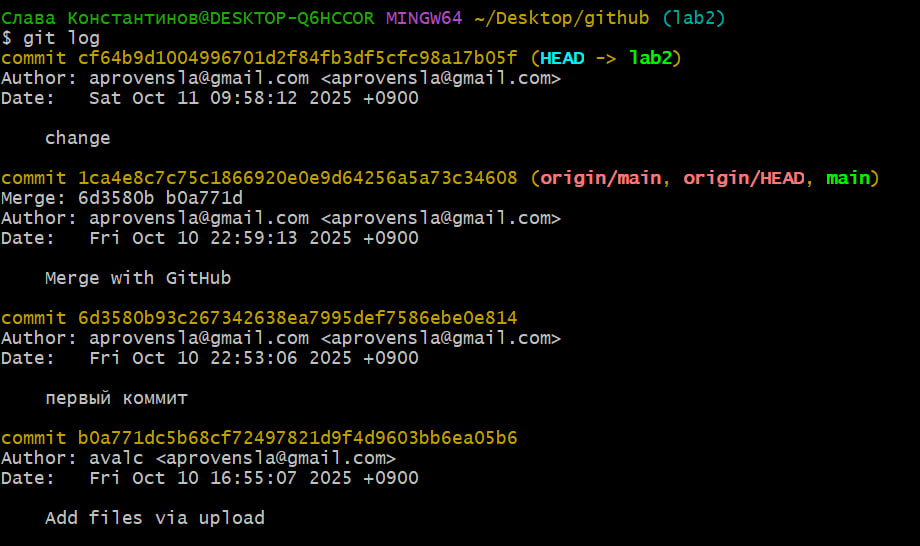 Слава Константинов@DESKTOP-Q6HCCOR MINGW64 ~/Desktop/github (lab2)
$ git log
commit cf64b9d1004996701d2f84fb3df5cfc98a17b05f (HEAD -> lab2)
Author: aprovensla@gmail.com <aprovensla@gmail.com>
Date:   Sat Oct 11 09:58:12 2025 +0900
    change
commit 1ca4e8c7c75c1866920e0e9d64256a5a73c34608 (origin/main, origin/HEAD, main)
Merge: 6d3580b b0a771d
Author: aprovensla@gmail.com <aprovensla@gmail.com>
Date:   Fri Oct 10 22:59:13 2025 +0900
    Merge with GitHub
commit 6d3580b93c267342638ea7995def7586ebe0e814
Author: aprovensla@gmail.com <aprovensla@gmail.com>
Date:   Fri Oct 10 22:53:06 2025 +0900
    первый коммит
commit b0a771dc5b68cf72497821d9f4d9603bb6ea05b6
Author: avalc <aprovensla@gmail.com>
Date:   Fri Oct 10 16:55:07 2025 +0900
    Add files via upload